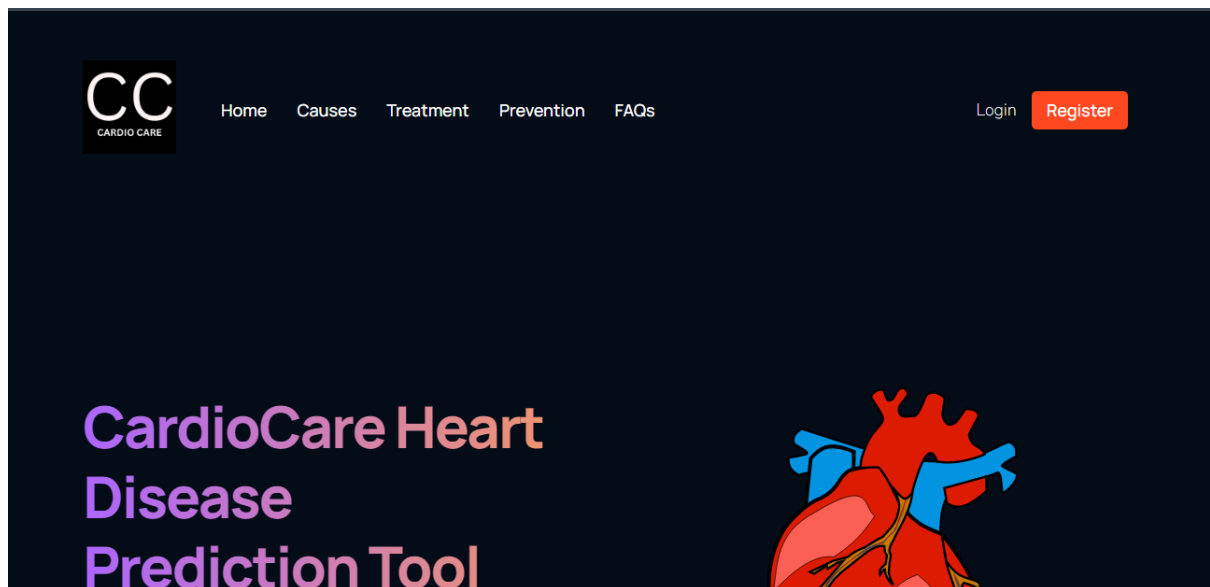 CC
CARDIO CARE
Home Causes Treatment Prevention FAQs Login Register
CardioCare Heart
Disease
Prediction Tool